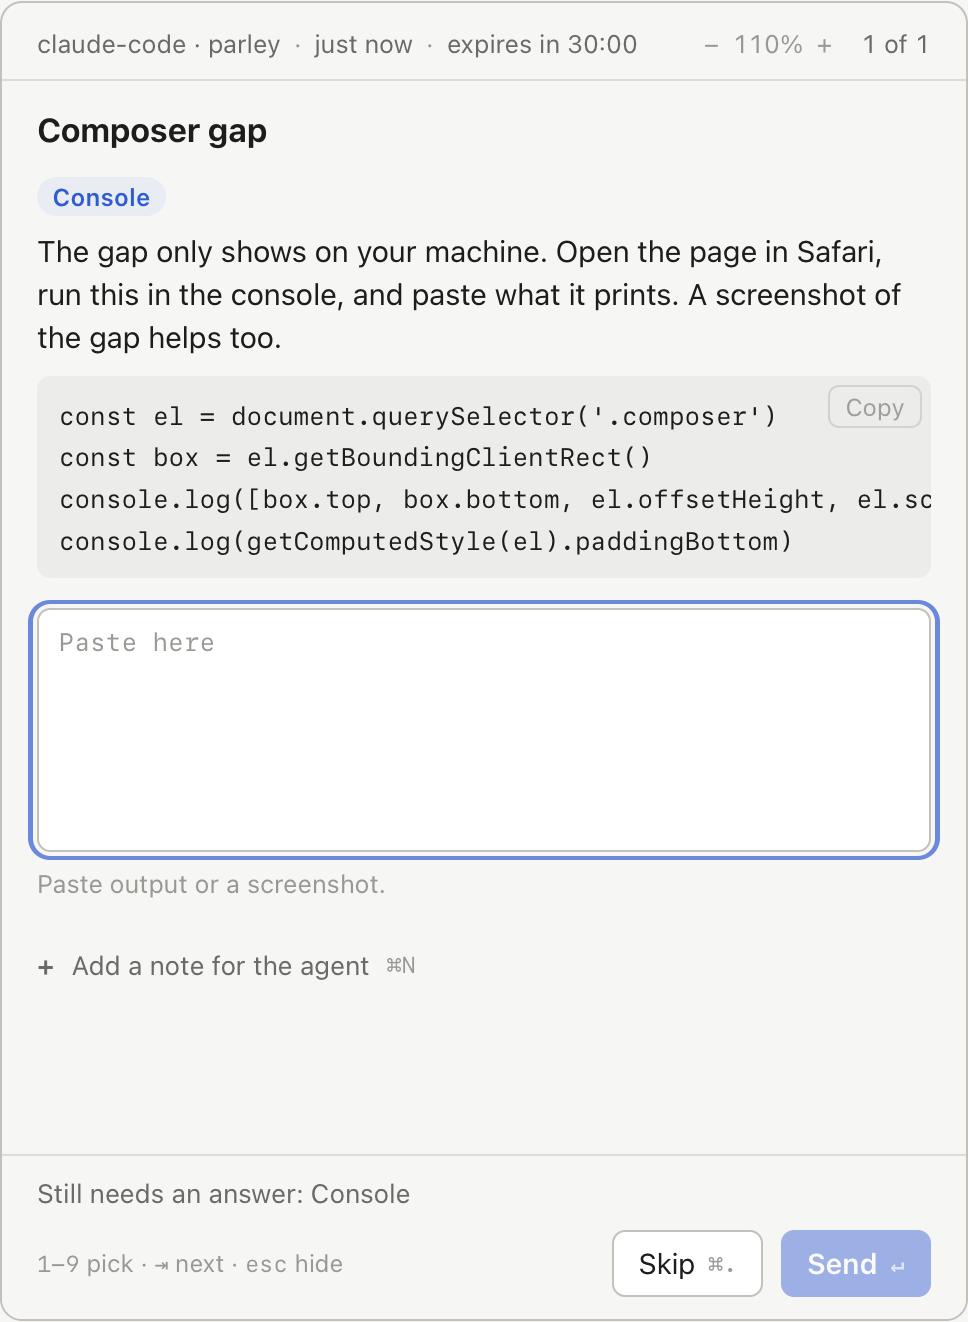 claude-code · parley · just now · expires in 30:00 − 110% + 1 of 1
Composer gap
Console
The gap only shows on your machine. Open the page in Safari,
run this in the console, and paste what it prints. A screenshot of
the gap helps too.
Copy
const el = document.querySelector('.composer')
const box = el.getBoundingClientRect()
console.log([box.top, box.bottom, el.offsetHeight, el.sc
console.log(getComputedStyle(el).paddingBottom)
Paste here
Paste output or a screenshot.
+ Add a note for the agent ⌘N
Still needs an answer: Console
1–9 pick · ⇥ next · esc hide
Skip ⌘.
Send ↵